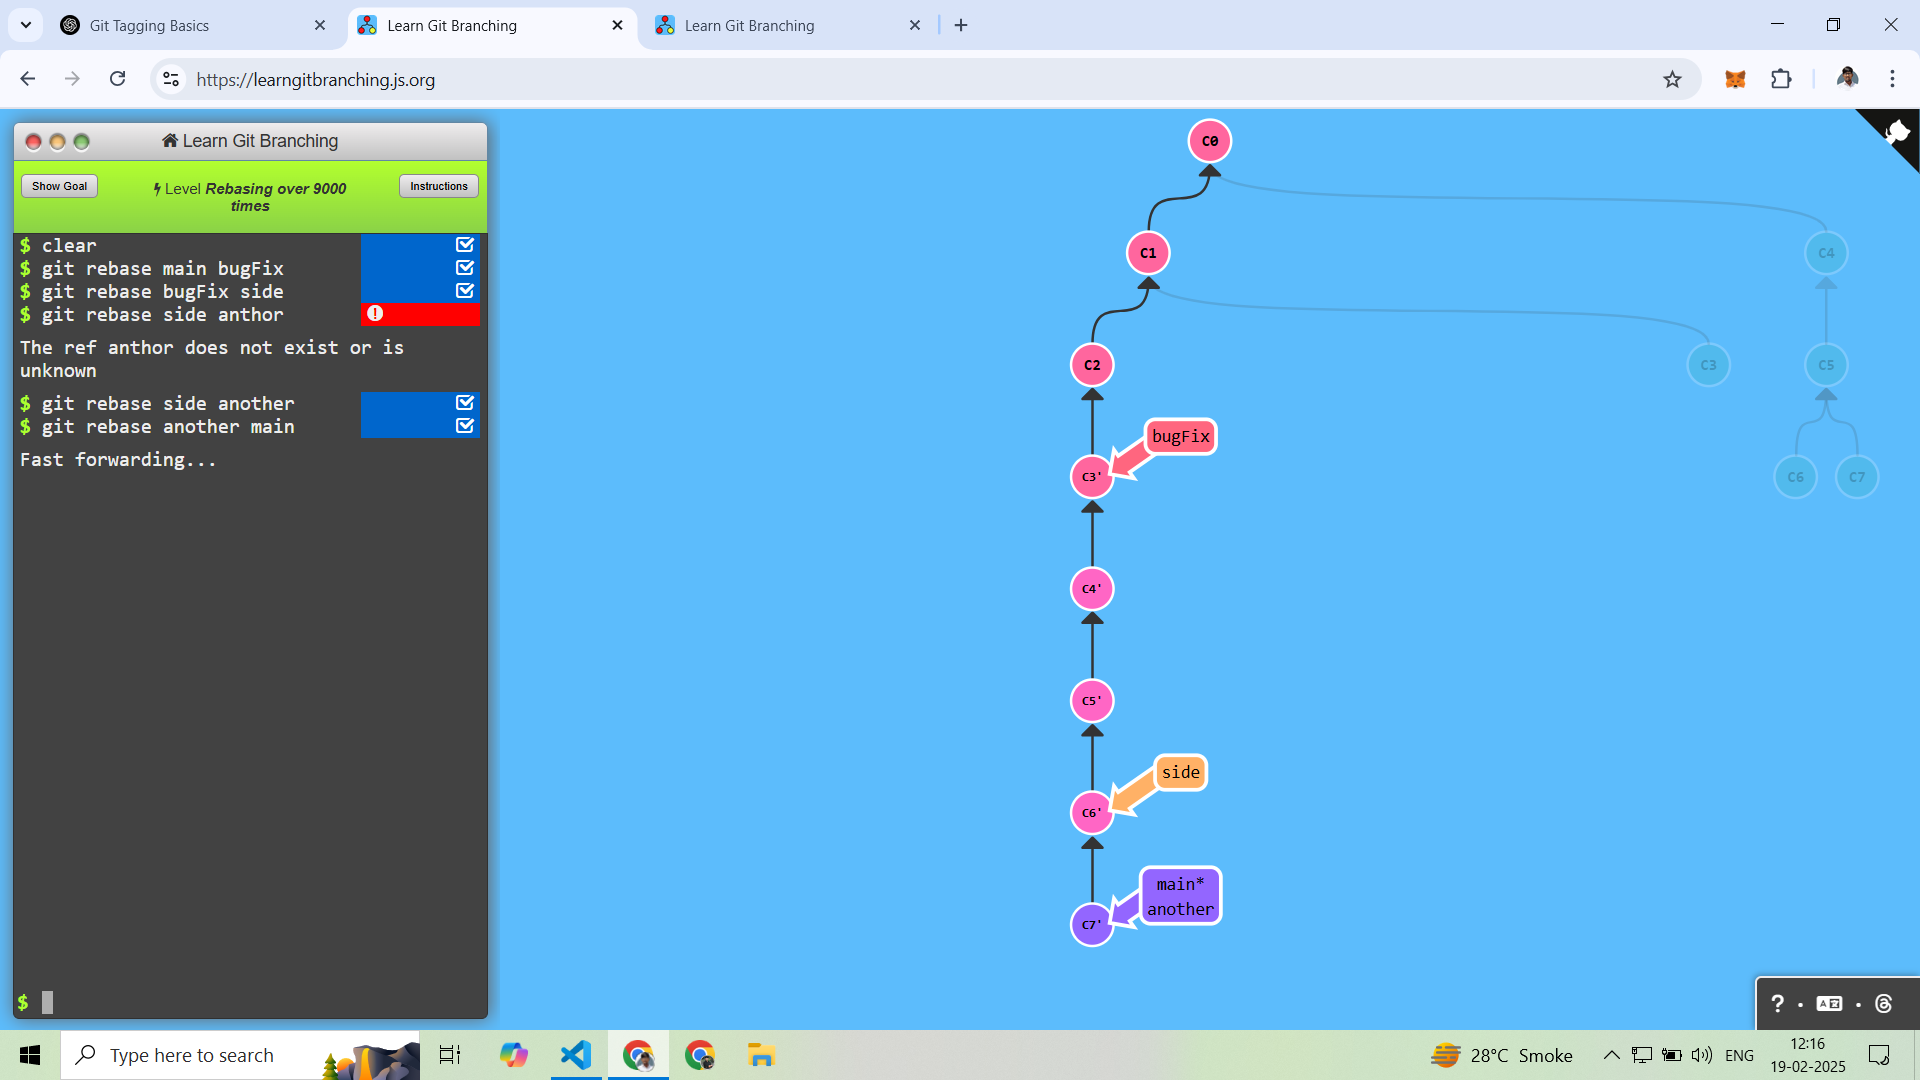 Git Tagging Basics
Learn Git Branching
Learn Git Branching
https://learngitbranching.js.org
Learn Git Branching
Show Goal
Level Rebasing over 9000
times
Instructions
$ clear
$ git rebase main bugFix
$ git rebase bugFix side
$ git rebase side anthor
The ref anthor does not exist or is
unknown
$ git rebase side another
$ git rebase another main
Fast forwarding...
$
C0
C1
C4
C2
C3
C5
bugFix
C3'
C6
C7
C4'
C5'
side
C6'
main*
another
C7'
?
Type here to search
28°C Smoke
ENG
12:16
19-02-2025